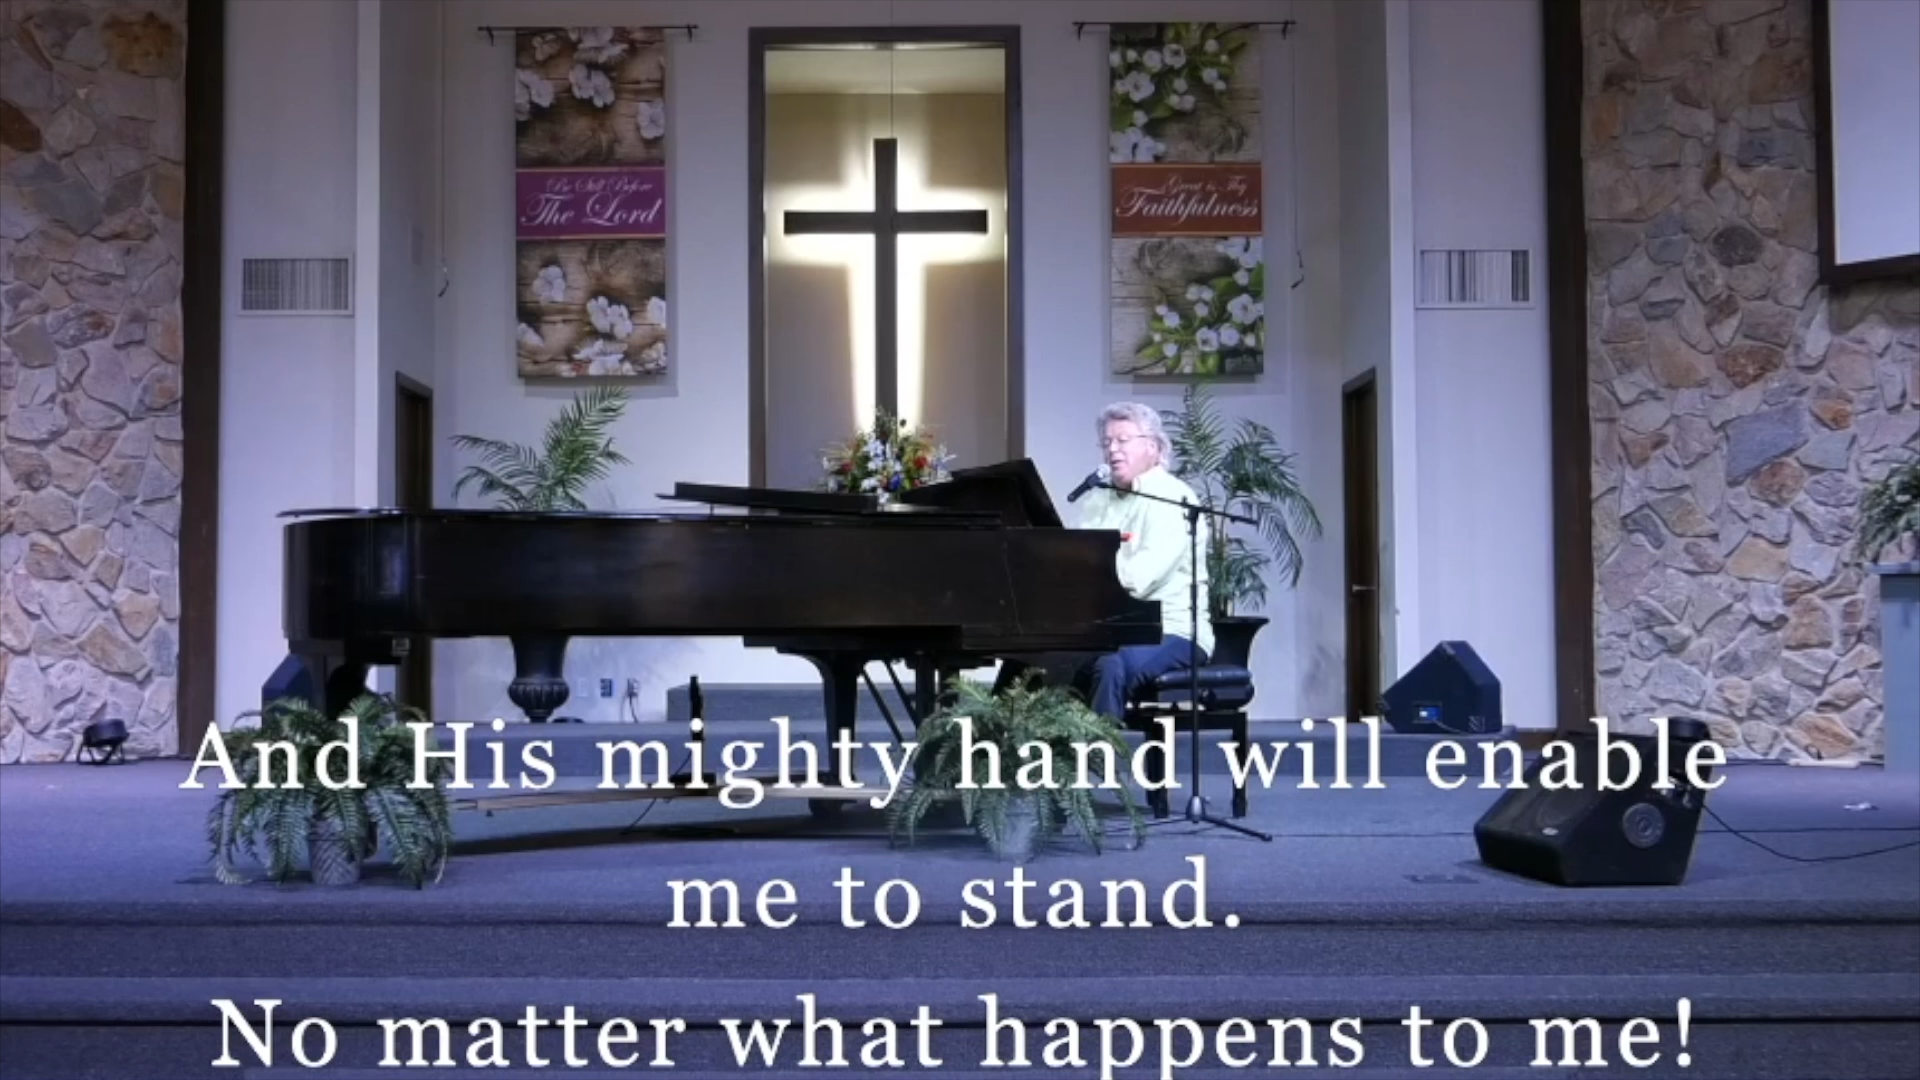 Be Still Before
The Lord
Great is Thy
Faithfulness
And His mighty hand will enable
me to stand.
No matter what happens to me!